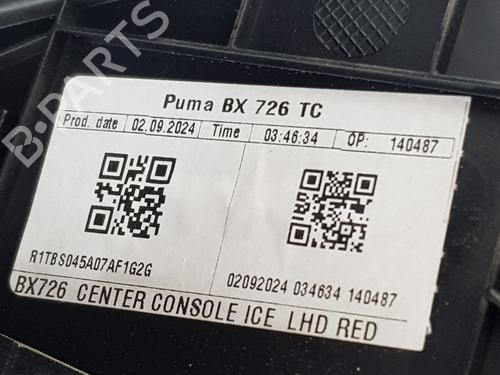 Puma BX 726 TC
Prod. date 02.09.2024 Time 03:46:34 OP: 140487
R1TBS045A07AF1G2G
02092024 034634 140487
BX726 CENTER CONSOLE ICE LHD RED
B-PARTS